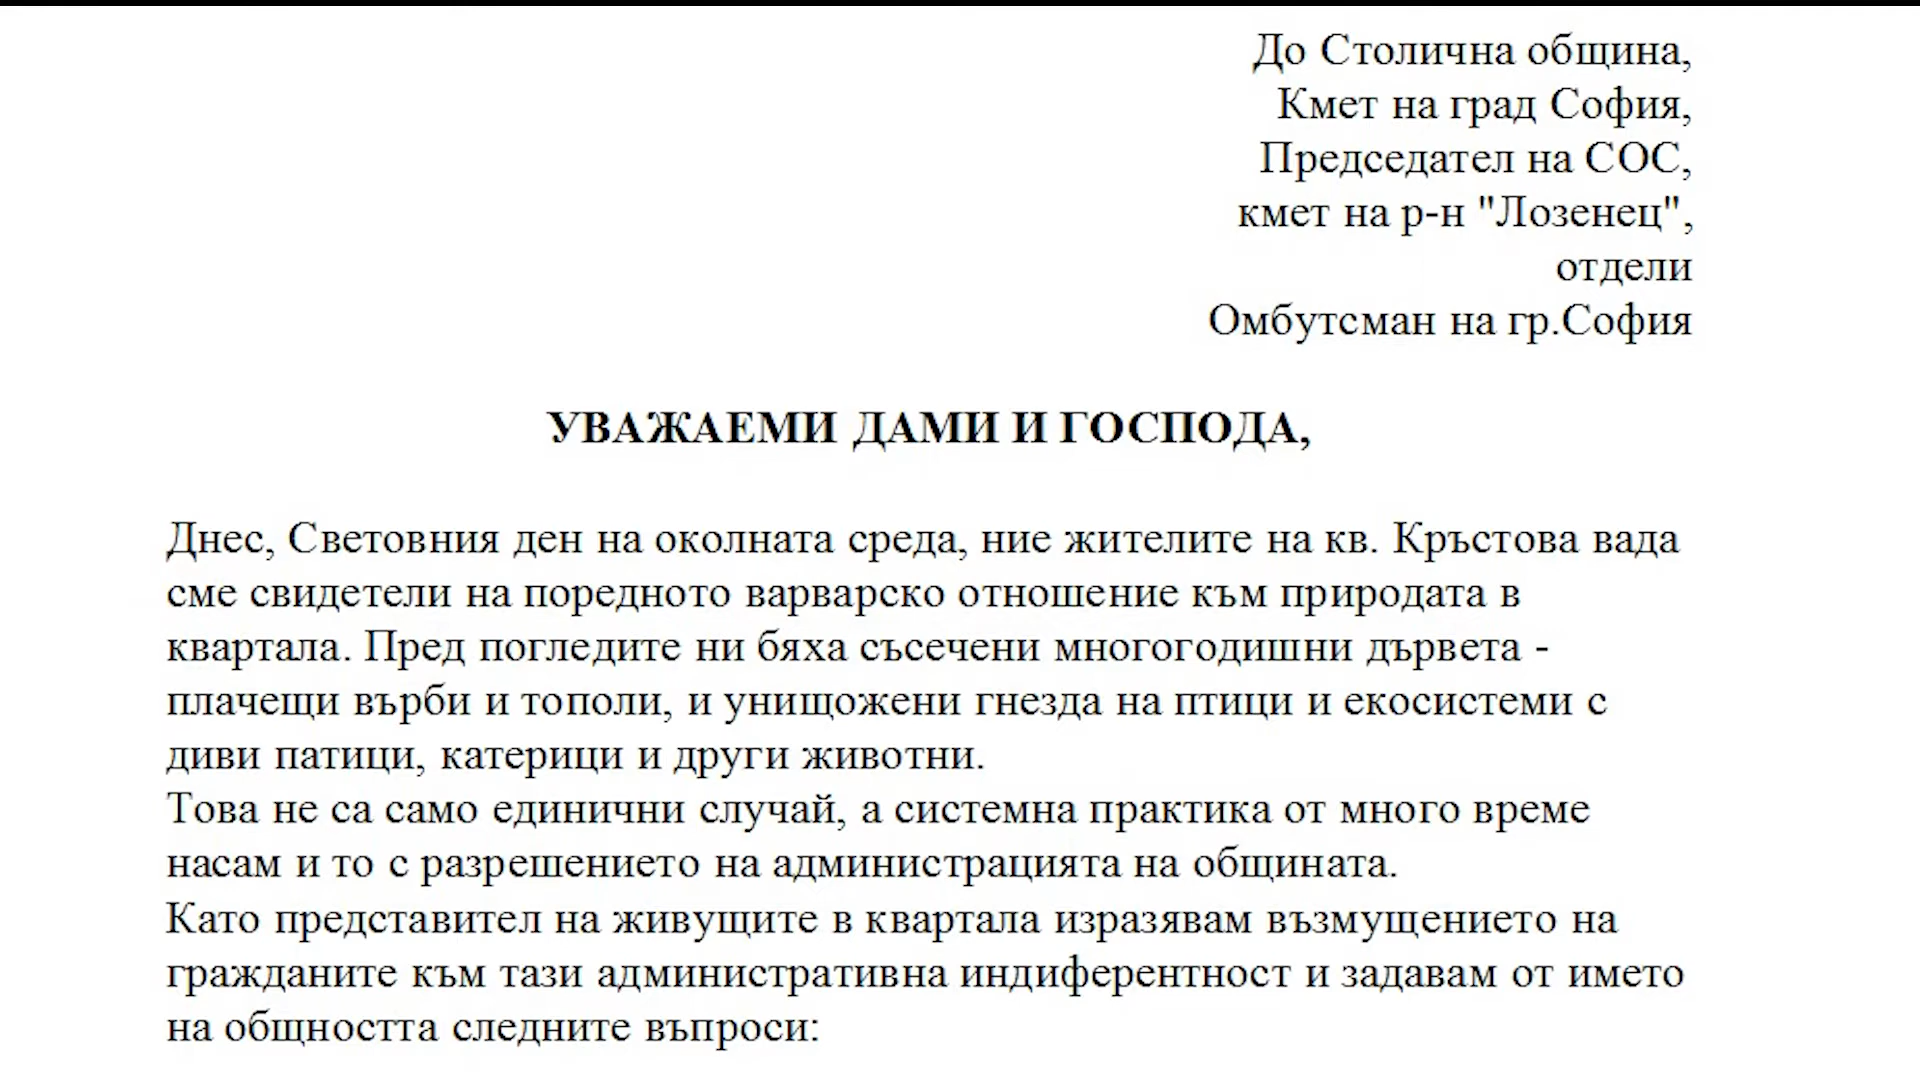 До Столична община,
Кмет на град София,
Председател на СОС,
кмет на р-н "Лозенец",
отдели
Омбутсман на гр.София
УВАЖАЕМИ ДАМИ И ГОСПОДА,
Днес, Световния ден на околната среда, ние жителите на кв. Кръстова вада
сме свидетели на поредното варварско отношение към природата в
квартала. Пред погледите ни бяха съсечени многогодишни дървета -
плачещи върби и тополи, и унищожени гнезда на птици и екосистеми с
диви патици, катерици и други животни.
Това не са само единични случай, а системна практика от много време
насам и то с разрешението на администрацията на общината.
Като представител на живущите в квартала изразявам възмущението на
гражданите към тази административна индиферентност и задавам от името
на общността следните въпроси: